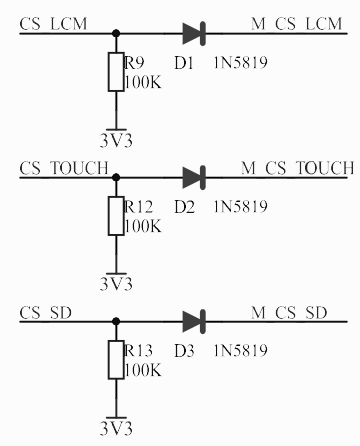 CS_LCM M_CS_LCM
R9 D1 1N5819
100K
3V3
CS_TOUCH M_CS_TOUCH
R12 D2 1N5819
100K
3V3
CS_SD M_CS_SD
R13 D3 1N5819
100K
3V3